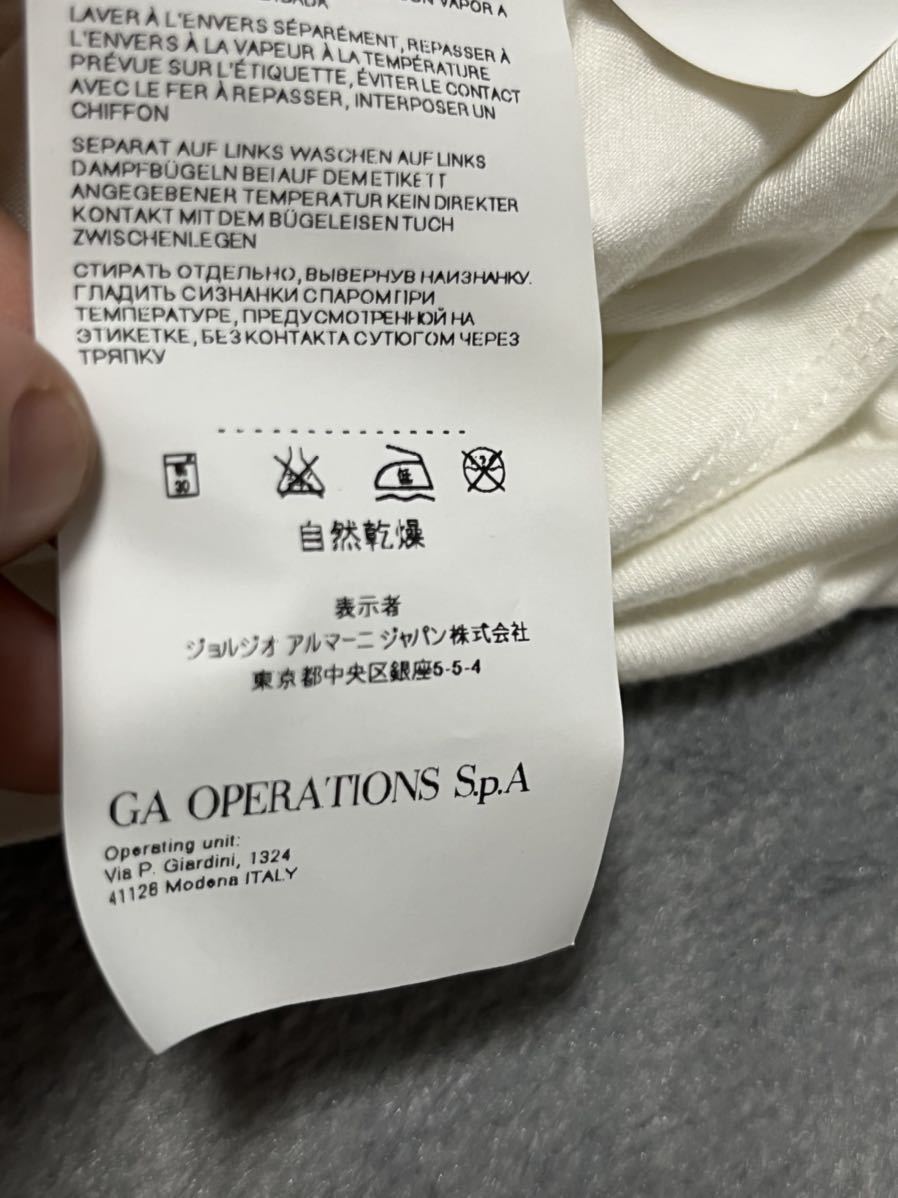 VAPOR A
LAVER À L'ENVERS SÉPARÉMENT, REPASSER À
L'ENVERS À LA VAPEUR À LA TEMPÉRATURE
PRÉVUE SUR L'ÉTIQUETTE, ÉVITER LE CONTACT
AVEC LE FER À REPASSER, INTERPOSER UN
CHIFFON
SEPARAT AUF LINKS WASCHEN AUF LINKS
DAMPFBÜGELN BEI AUF DEM ETIKETT
ANGEGEBENER TEMPERATUR KEIN DIREKTER
KONTAKT MIT DEM BÜGELEISEN TUCH
ZWISCHENLEGEN
СТИРАТЬ ОТДЕЛЬНО, ВЫВЕРНУВ НАИЗНАНКУ.
ГЛАДИТЬ С ИЗНАНКИ С ПАРОМ ПРИ
ТЕМПЕРАТУРЕ, ПРЕДУСМОТРЕННОЙ НА
ЭТИКЕТКЕ, БЕЗ КОНТАКТА С УТЮГОМ ЧЕРЕЗ
ТРЯПКУ
30 低
自然乾燥
表示者
ジョルジオ アルマーニ ジャパン株式会社
東京都中央区銀座5-5-4
GA OPERATIONS S.p.A
Operating unit:
Via P. Giardini, 1324
41126 Modena ITALY